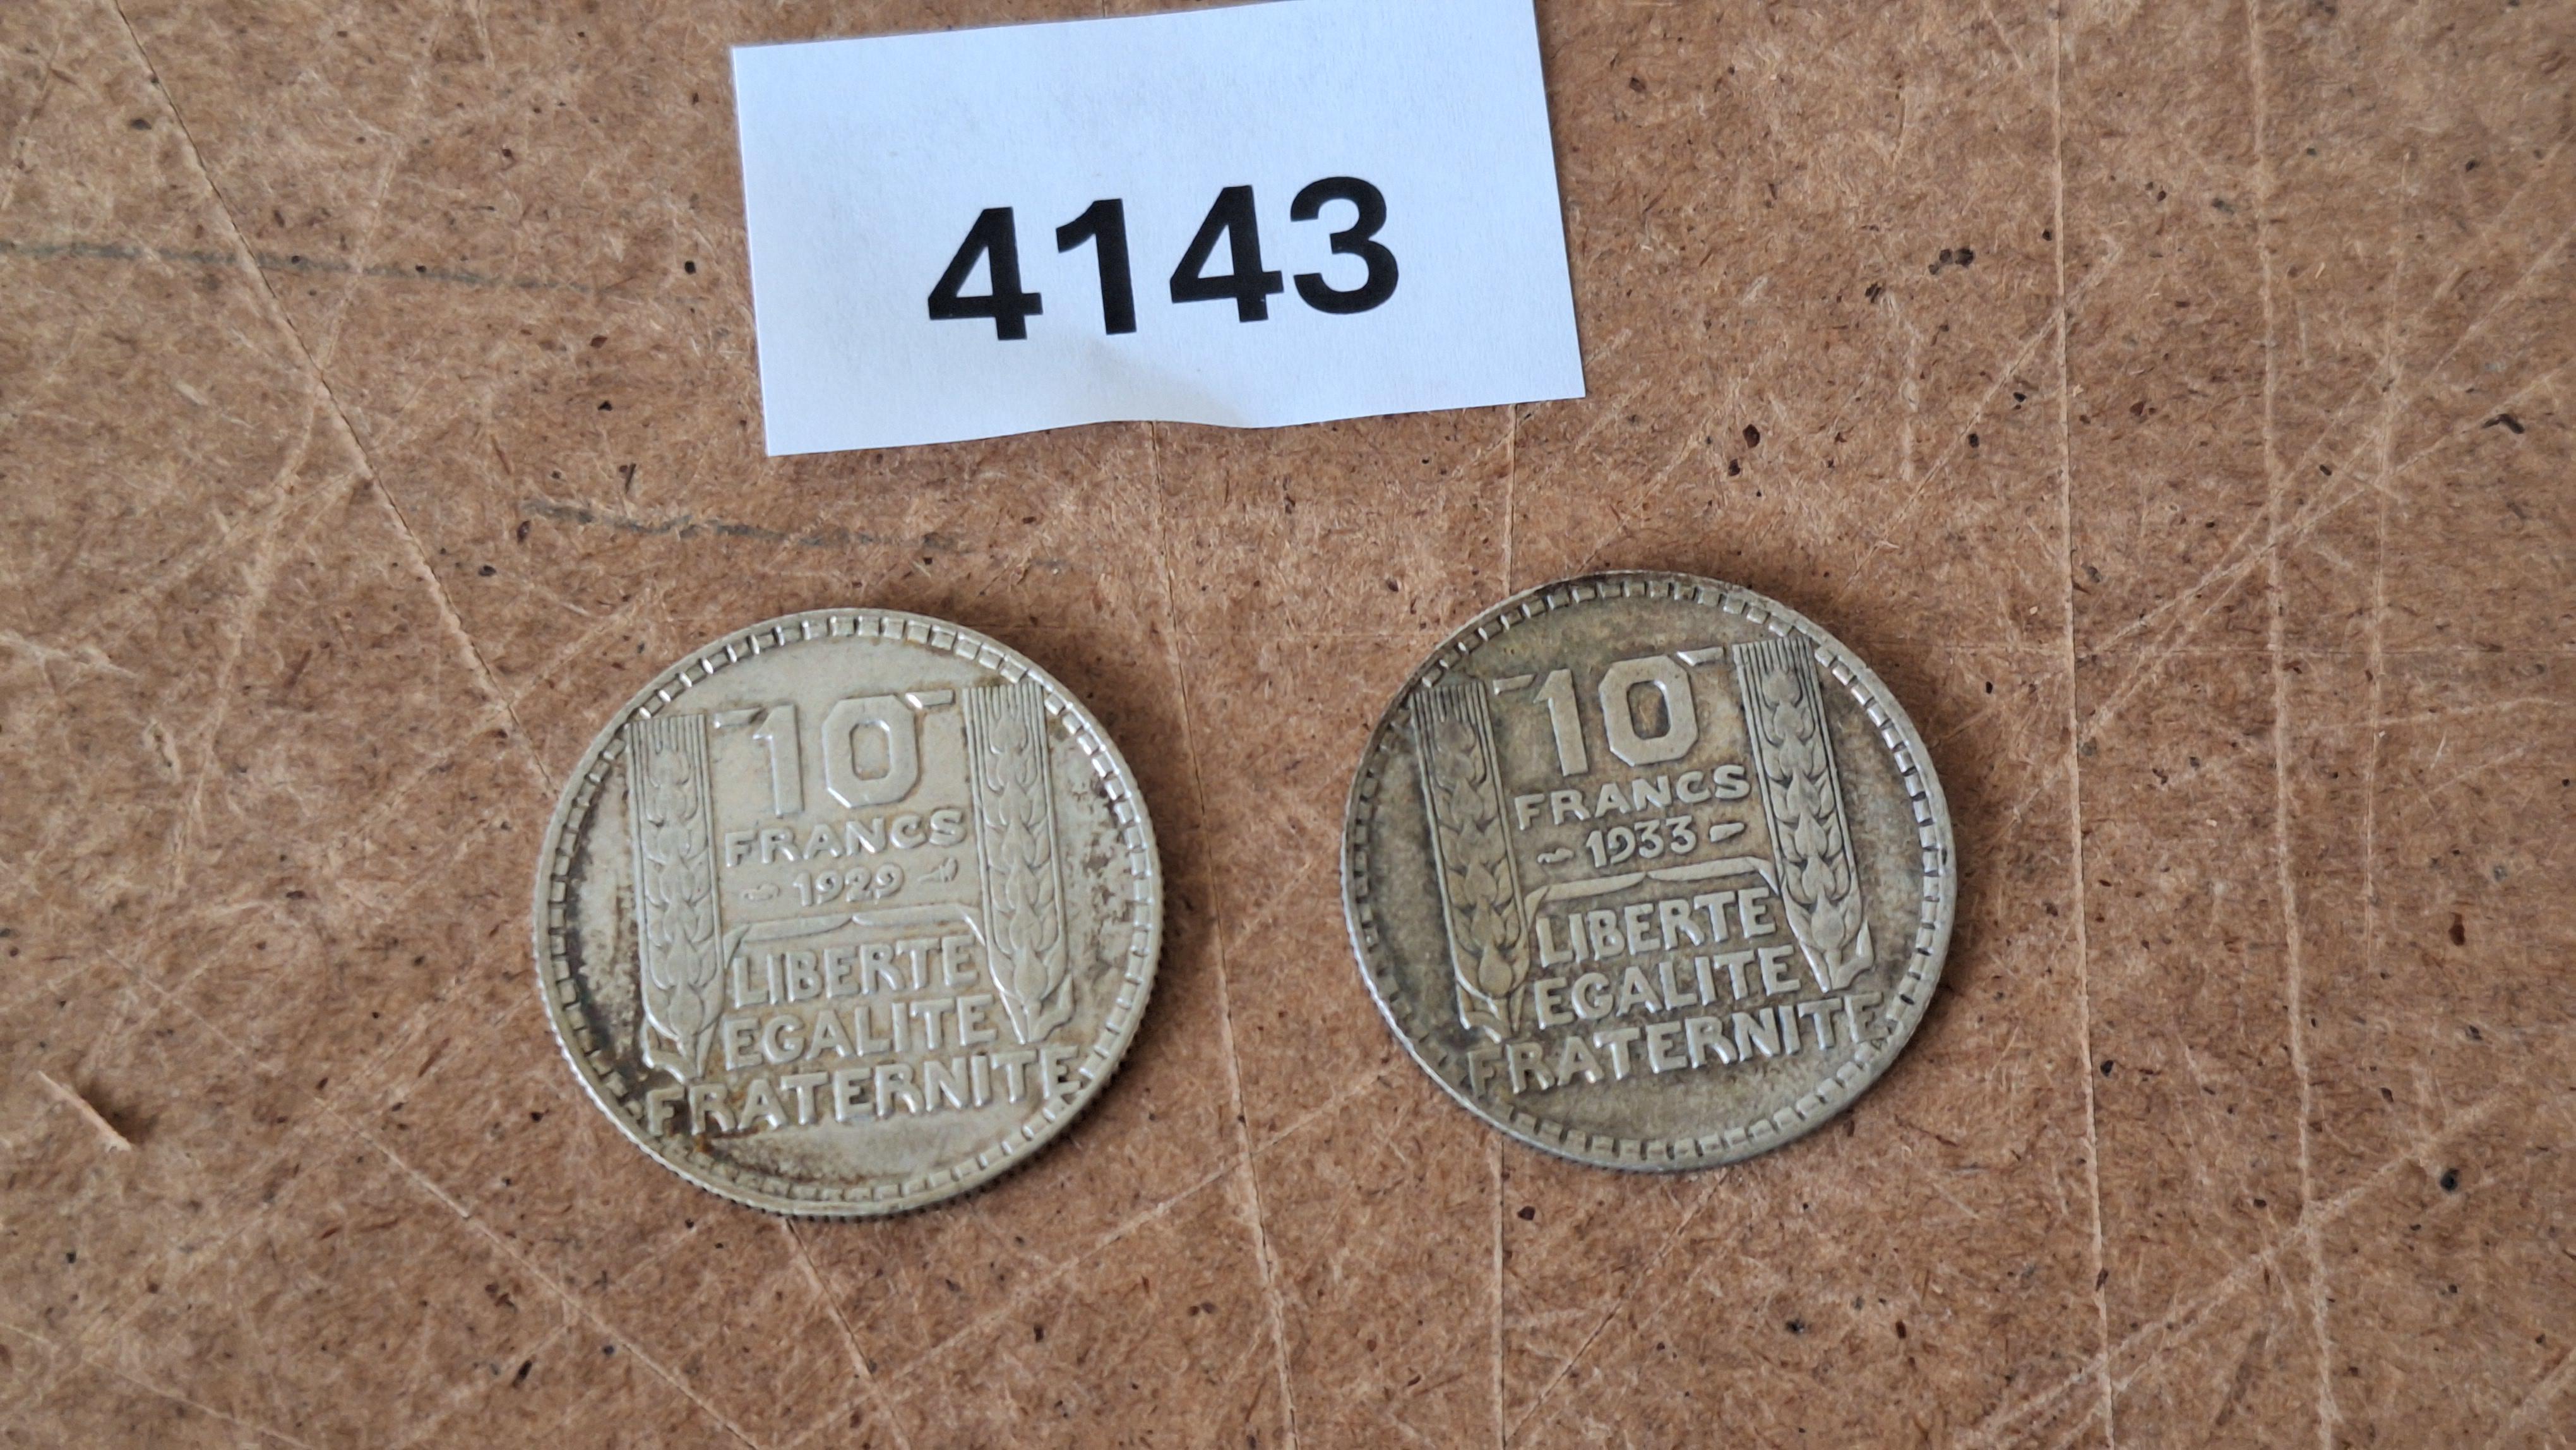 4143
10
FRANCS
1929
LIBERTE
EGALITE
FRATERNITE
10
FRANCS
1933
LIBERTE
EGALITE
FRATERNITE